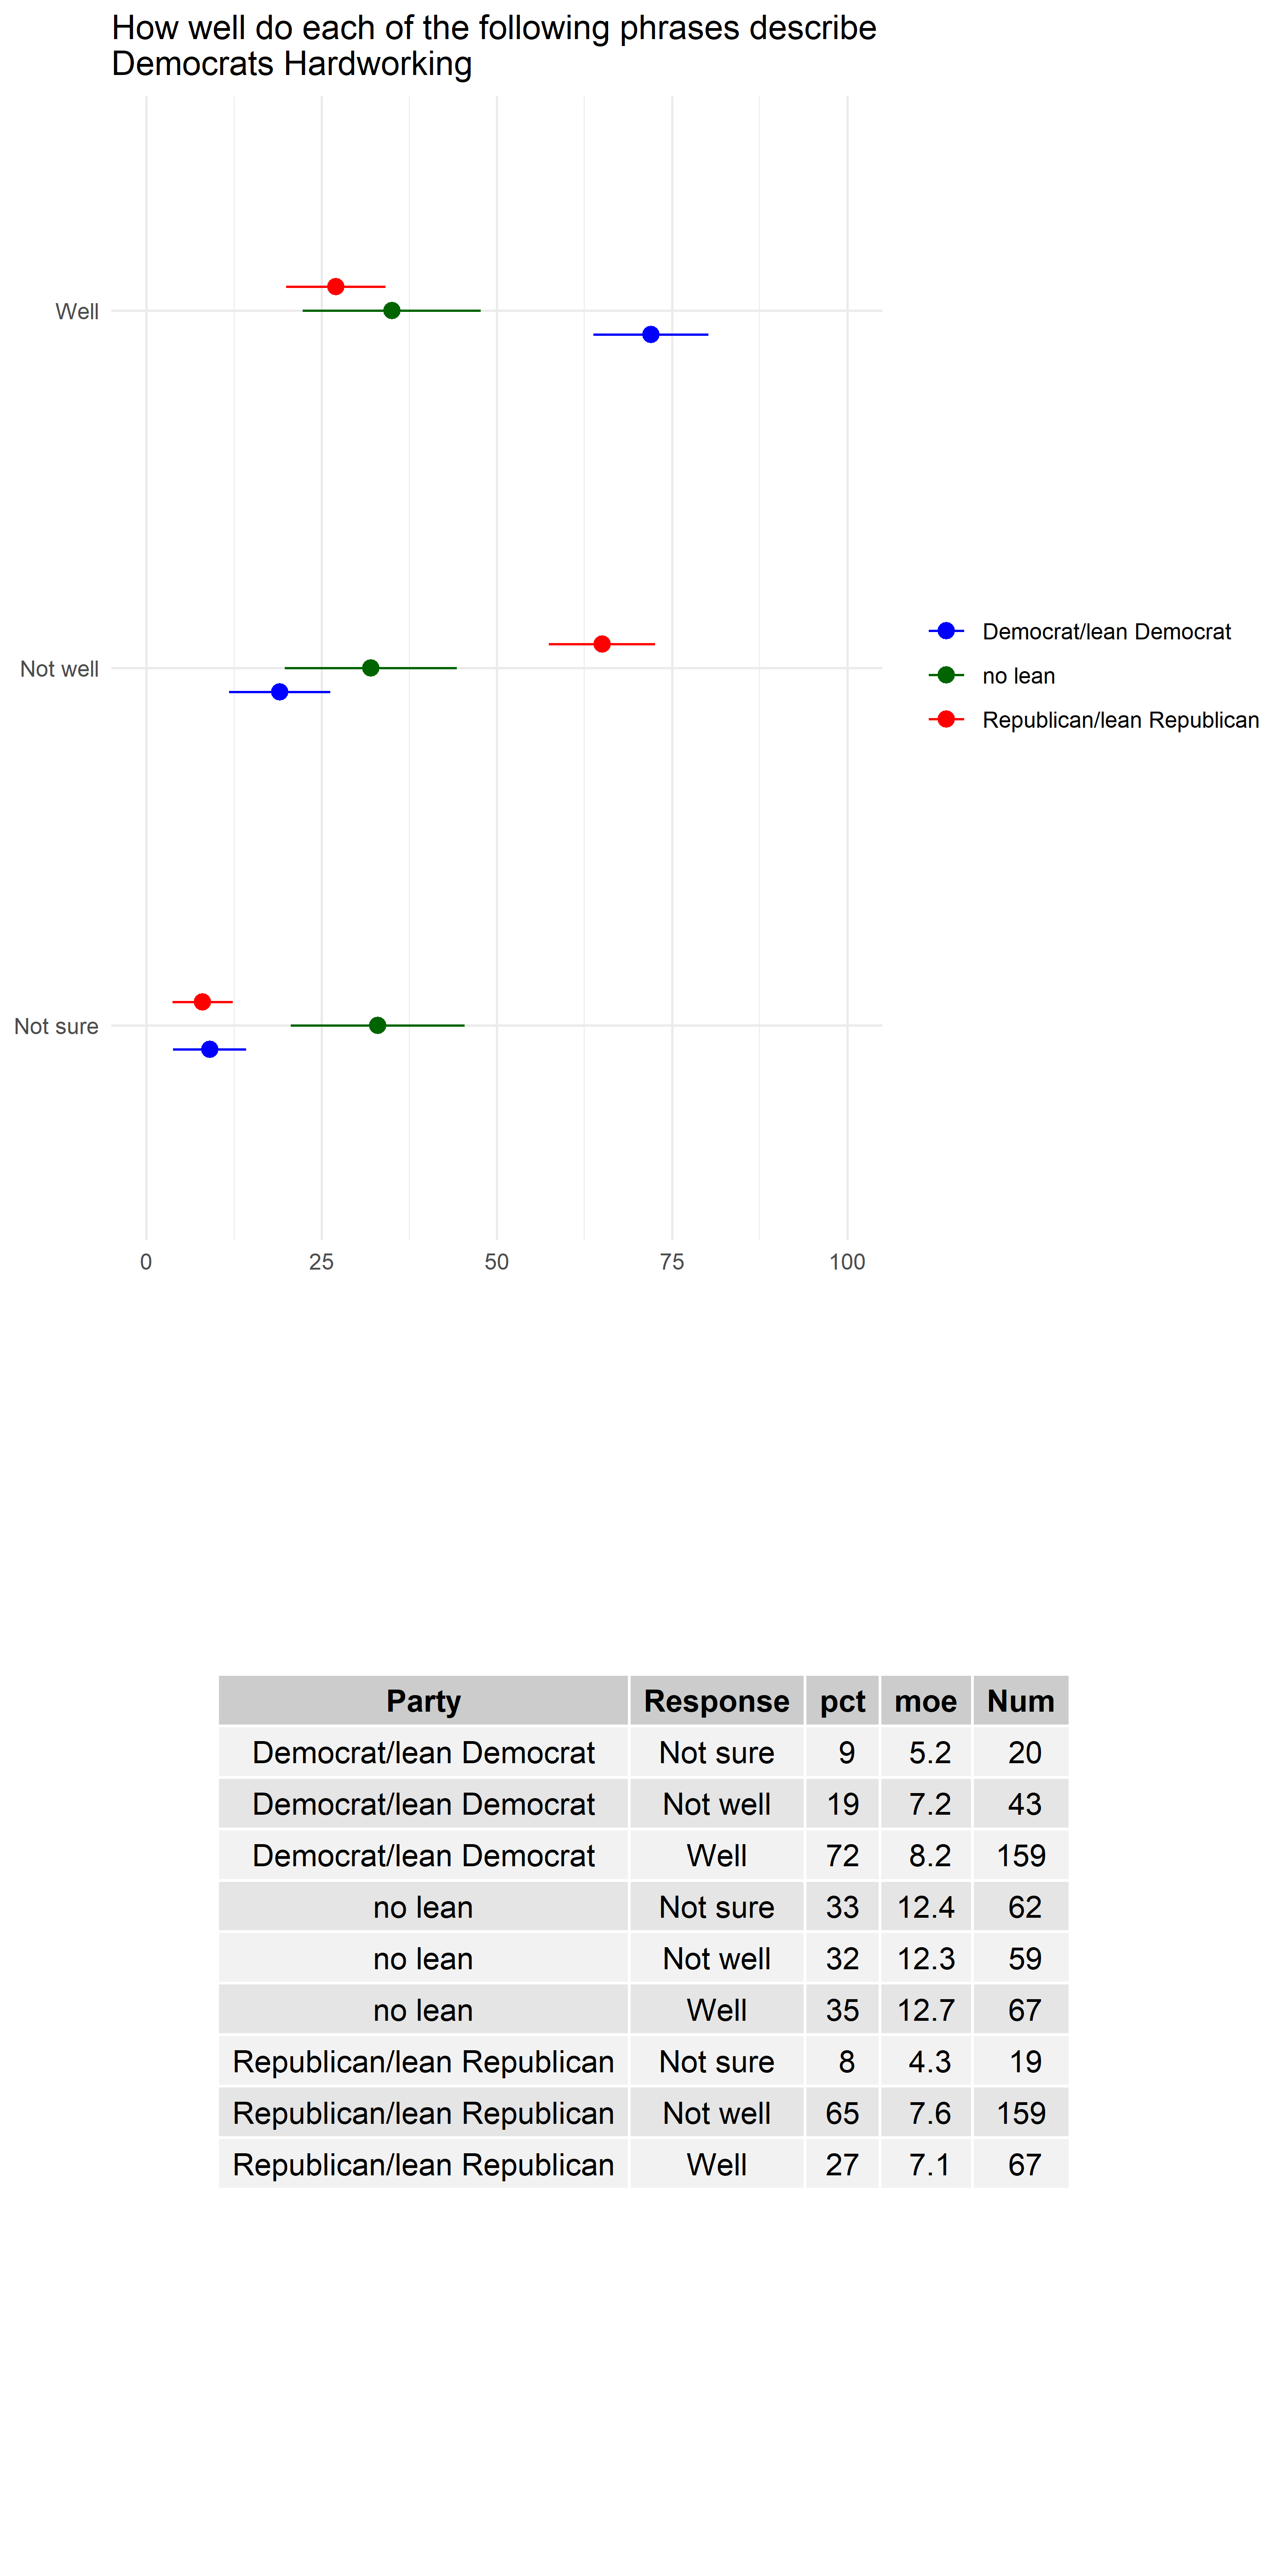 How well do each of the following phrases describe
Democrats Hardworking
Well
Not well
Not sure
0 25 50 75 100
Democrat/lean Democrat
no lean
Republican/lean Republican
Party Response pct moe Num
Democrat/lean Democrat Not sure 9 5.2 20
Democrat/lean Democrat Not well 19 7.2 43
Democrat/lean Democrat Well 72 8.2 159
no lean Not sure 33 12.4 62
no lean Not well 32 12.3 59
no lean Well 35 12.7 67
Republican/lean Republican Not sure 8 4.3 19
Republican/lean Republican Not well 65 7.6 159
Republican/lean Republican Well 27 7.1 67